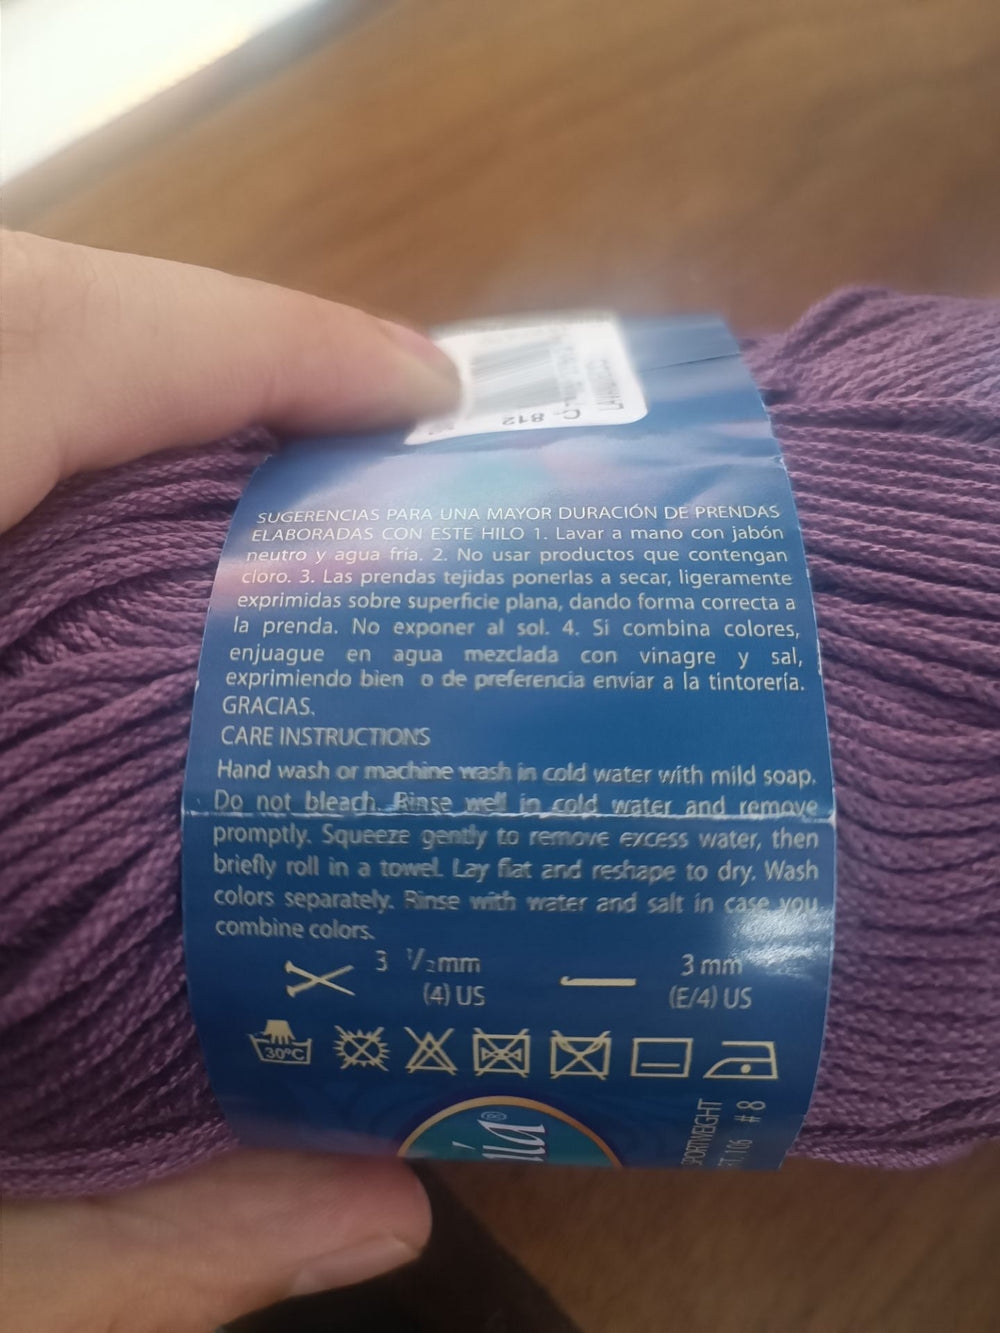 812
SUGERENCIAS PARA UNA MAYOR DURACIÓN DE PRENDAS
ELABORADAS CON ESTE HILO 1. Lavar a mano con jabón
neutro y agua fría. 2. No usar productos que contengan
cloro. 3. Las prendas tejidas ponerlas a secar, ligeramente
exprimidas sobre superficie plana, dando forma correcta a
la prenda. No exponer al sol. 4. Si combina colores,
enjuague en agua mezclada con vinagre y sal,
exprimiendo bien o de preferencia enviar a la tintorería.
GRACIAS.
CARE INSTRUCTIONS
Hand wash or machine wash in cold water with mild soap.
Do not bleach. Rinse well in cold water and remove
promptly. Squeeze gently to remove excess water, then
briefly roll in a towel. Lay flat and reshape to dry. Wash
colors separately. Rinse with water and salt in case you
combine colors.
3 1/2mm
(4) US
3 mm
(E/4) US
30°C
SPORTWEIGHT
106 #8